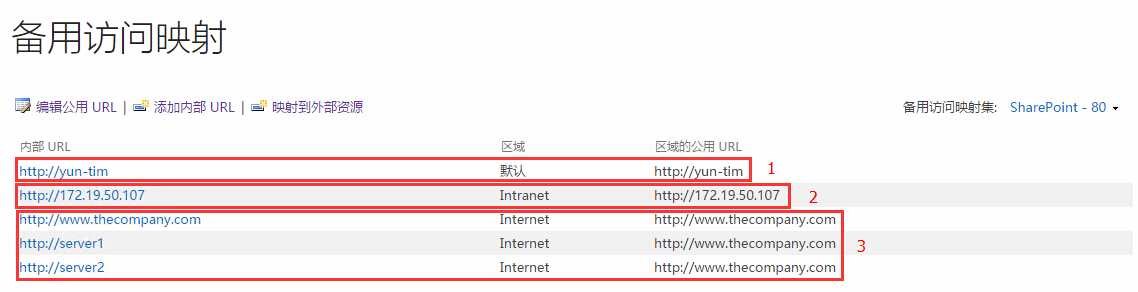 备用访问映射
编辑公用 URL | 添加内部 URL | 映射到外部资源 备用访问映射集: SharePoint - 80
内部 URL 区域 区域的公用 URL
http://yun-tim 默认 http://yun-tim 1
http://172.19.50.107 Intranet http://172.19.50.107 2
http://www.thecompany.com Internet http://www.thecompany.com
http://server1 Internet http://www.thecompany.com 3
http://server2 Internet http://www.thecompany.com